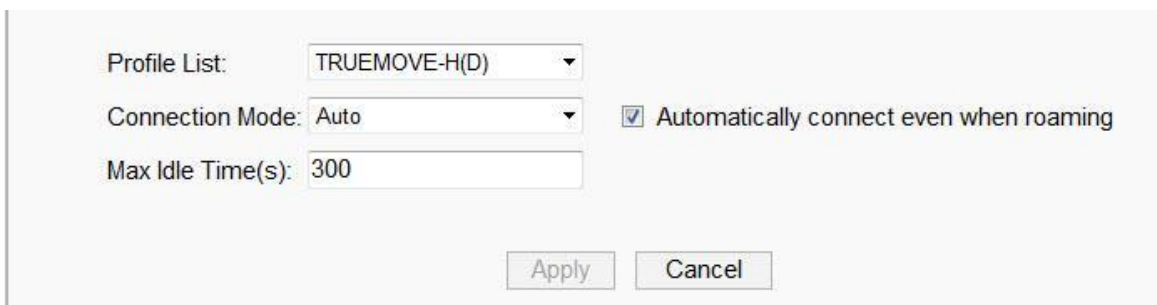 Profile List: TRUEMOVE-H(D)
Connection Mode: Auto Automatically connect even when roaming
Max Idle Time(s): 300
Apply Cancel